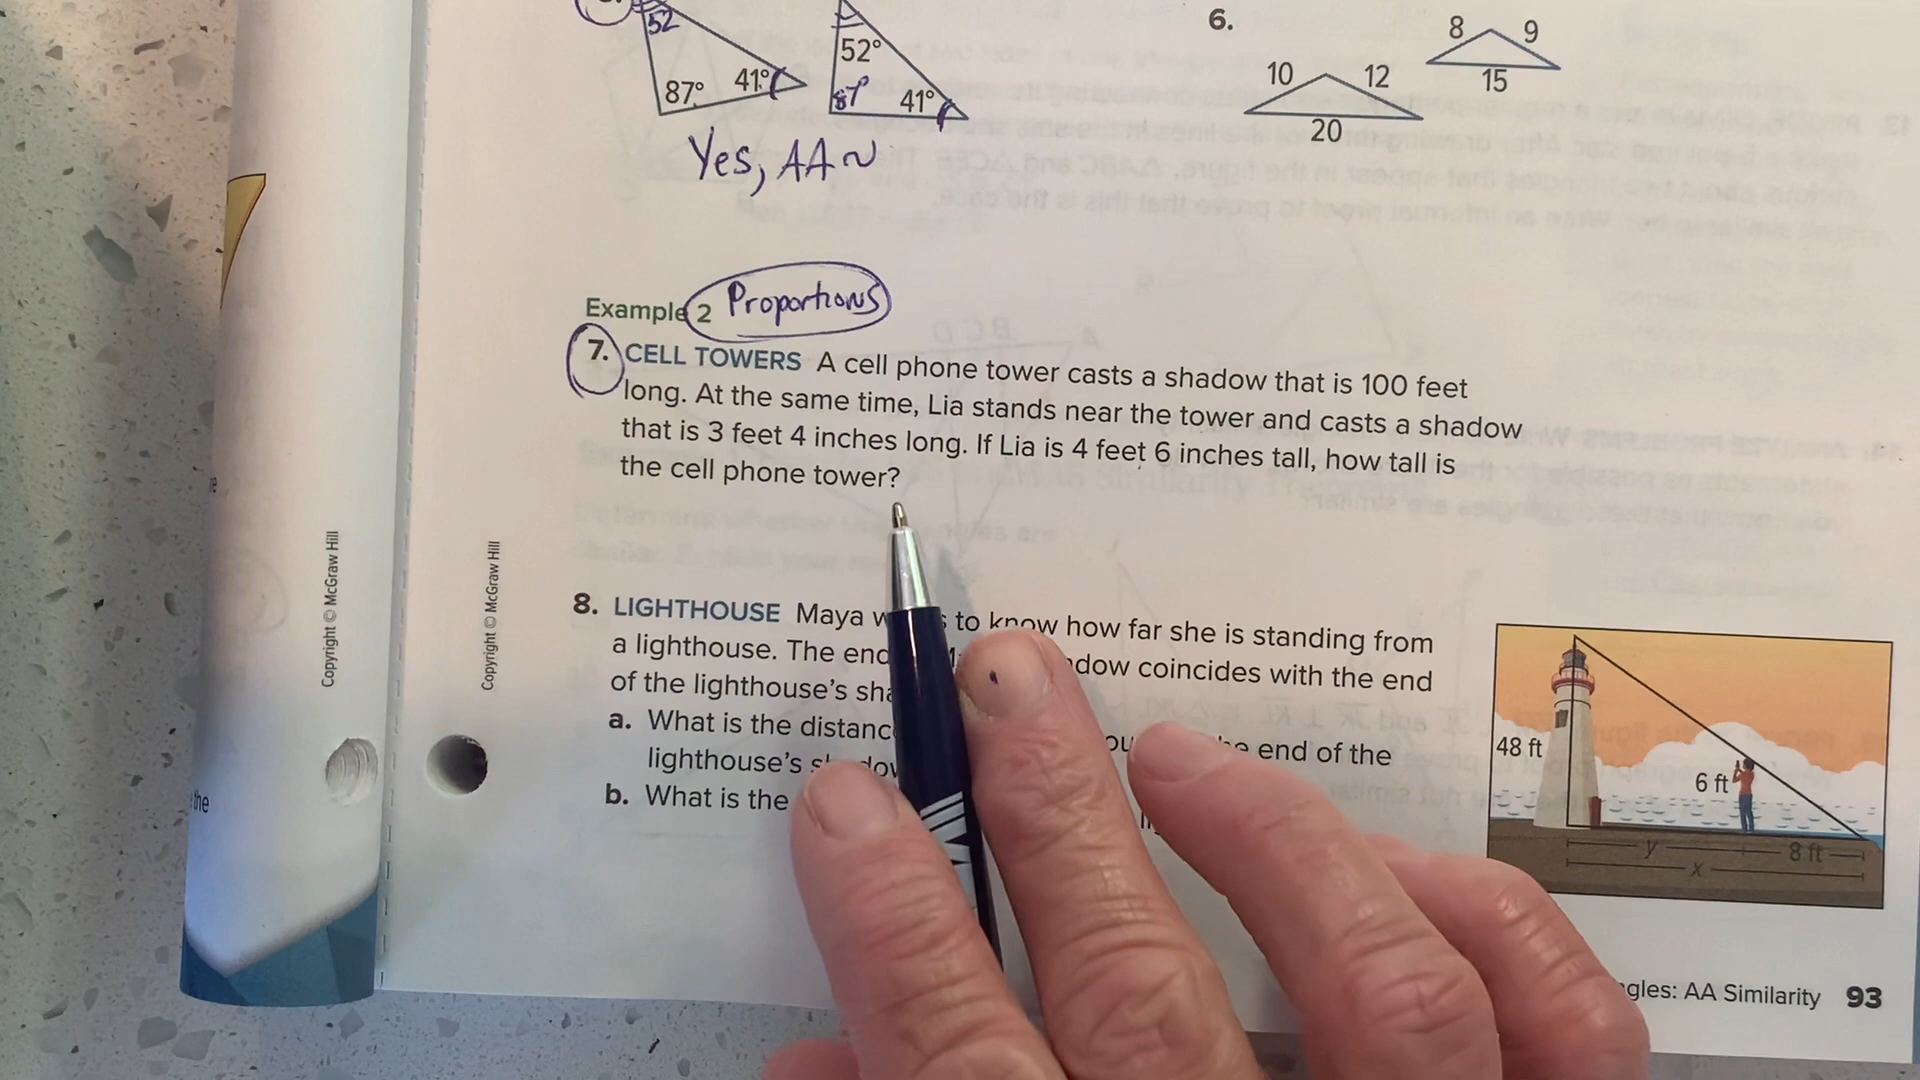 52
87°
41°
52°
87°
41°
Yes, AA~
6.
10
12
20
8
9
15
Example 2 Proportions
7. CELL TOWERS A cell phone tower casts a shadow that is 100 feet
long. At the same time, Lia stands near the tower and casts a shadow
that is 3 feet 4 inches long. If Lia is 4 feet 6 inches tall, how tall is
the cell phone tower?
8. LIGHTHOUSE Maya to know how far she is standing from
a lighthouse. The end coincides with the end
of the lighthouse's
a. What is the end of the
lighthouse's
b. What is the
48 ft
6 ft
y
8 ft
x
Copyright © McGraw Hill
Copyright © McGraw Hill
the
AA Similarity 93